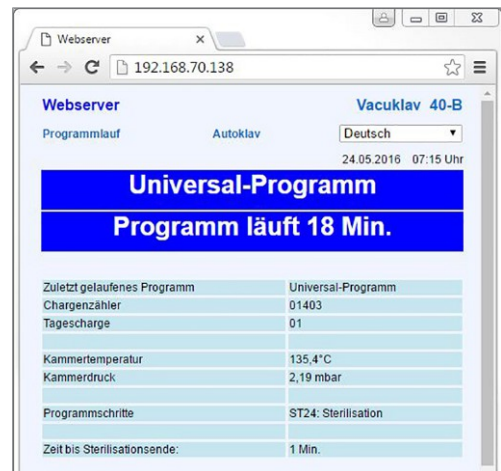 Webserver
192.168.70.138
Webserver Vacuklav 40-B
Programmlauf Autoklav Deutsch
24.05.2016 07:15 Uhr
Universal-Programm
Programm läuft 18 Min.
Zuletzt gelaufenes Programm Universal-Programm
Chargenzähler 01403
Tagescharge 01
Kammertemperatur 135,4°C
Kammerdruck 2,19 mbar
Programmschritte ST24: Sterilisation
Zeit bis Sterilisationsende: 1 Min.